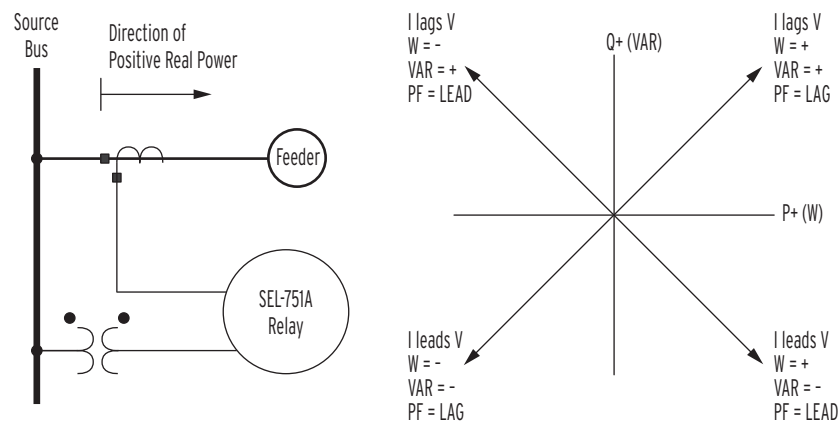 Source
Bus
Direction of
Positive Real Power
Feeder
SEL-751A
Relay
I lags V
W = -
VAR = +
PF = LEAD
Q+ (VAR)
I lags V
W = +
VAR = +
PF = LAG
P+ (W)
I leads V
W = -
VAR = -
PF = LAG
I leads V
W = +
VAR = -
PF = LEAD